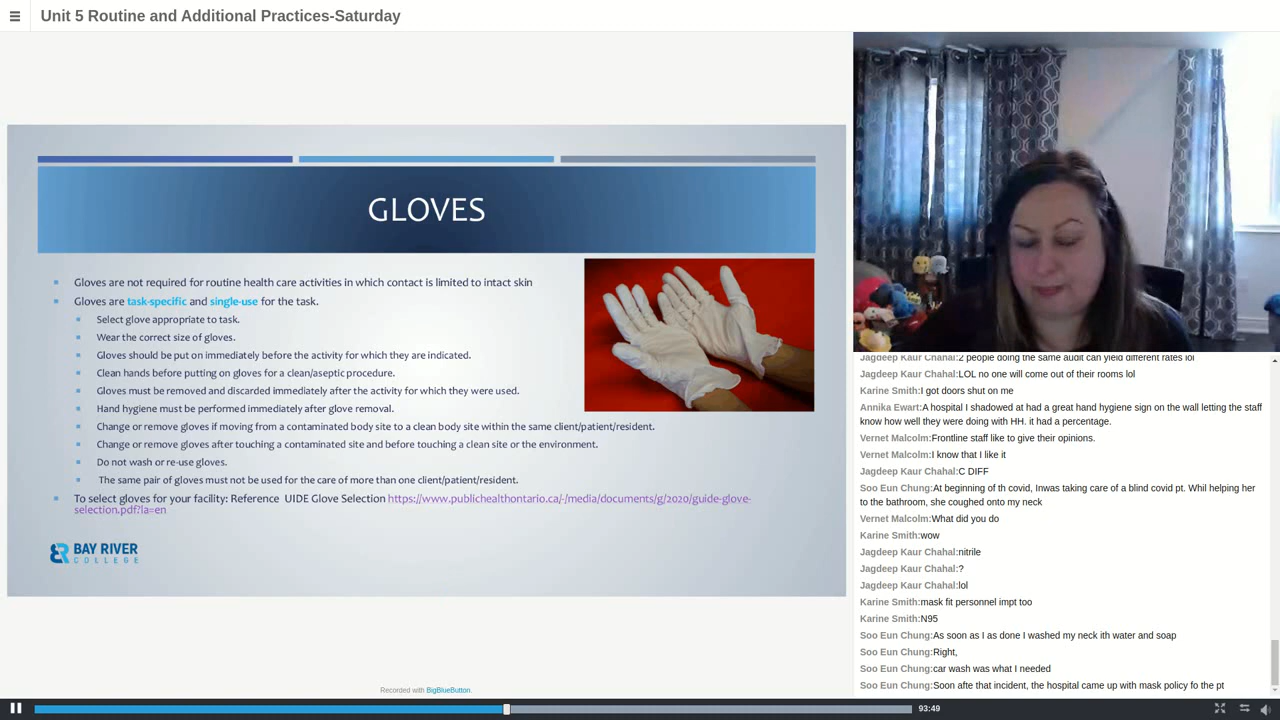 Unit 5 Routine and Additional Practices-Saturday
GLOVES
Gloves are not required for routine health care activities in which contact is limited to intact skin
Gloves are task-specific and single-use for the task.
Select glove appropriate to task.
Wear the correct size of gloves.
Gloves should be put on immediately before the activity for which they are indicated.
Clean hands before putting on gloves for a clean/aseptic procedure.
Gloves must be removed and discarded immediately after the activity for which they were used.
Hand hygiene must be performed immediately after glove removal.
Change or remove gloves if moving from a contaminated body site to a clean body site within the same client/patient/resident.
Change or remove gloves after touching a contaminated site and before touching a clean site or the environment.
Do not wash or re-use gloves.
The same pair of gloves must not be used for the care of more than one client/patient/resident.
To select gloves for your facility: Reference UIDE Glove Selection https://www.publichealthontario.ca/-/media/documents/g/2020/guide-glove-
selection.pdf?la=en
BAY RIVER
COLLEGE
Recorded with BigBlueButton.
Jagdeep Kaur Chahal:2 people doing the same audit can yield different rates lol
Jagdeep Kaur Chahal:LOL no one will come out of their rooms lol
Karine Smith:I got doors shut on me
Annika Ewart:A hospital I shadowed at had a great hand hygiene sign on the wall letting the staff
know how well they were doing with HH. it had a percentage.
Vernet Malcolm:Frontline staff like to give their opinions.
Vernet Malcolm:I know that I like it
Jagdeep Kaur Chahal:C DIFF
Soo Eun Chung:At beginning of th covid, Inwas taking care of a blind covid pt. Whil helping her
to the bathroom, she coughed onto my neck
Vernet Malcolm:What did you do
Karine Smith:wow
Jagdeep Kaur Chahal:nitrile
Jagdeep Kaur Chahal:?
Jagdeep Kaur Chahal:lol
Karine Smith:mask fit personnel impt too
Karine Smith:N95
Soo Eun Chung:As soon as I as done I washed my neck ith water and soap
Soo Eun Chung:Right,
Soo Eun Chung:car wash was what I needed
Soo Eun Chung:Soon afte that incident, the hospital came up with mask policy fo the pt
93:49